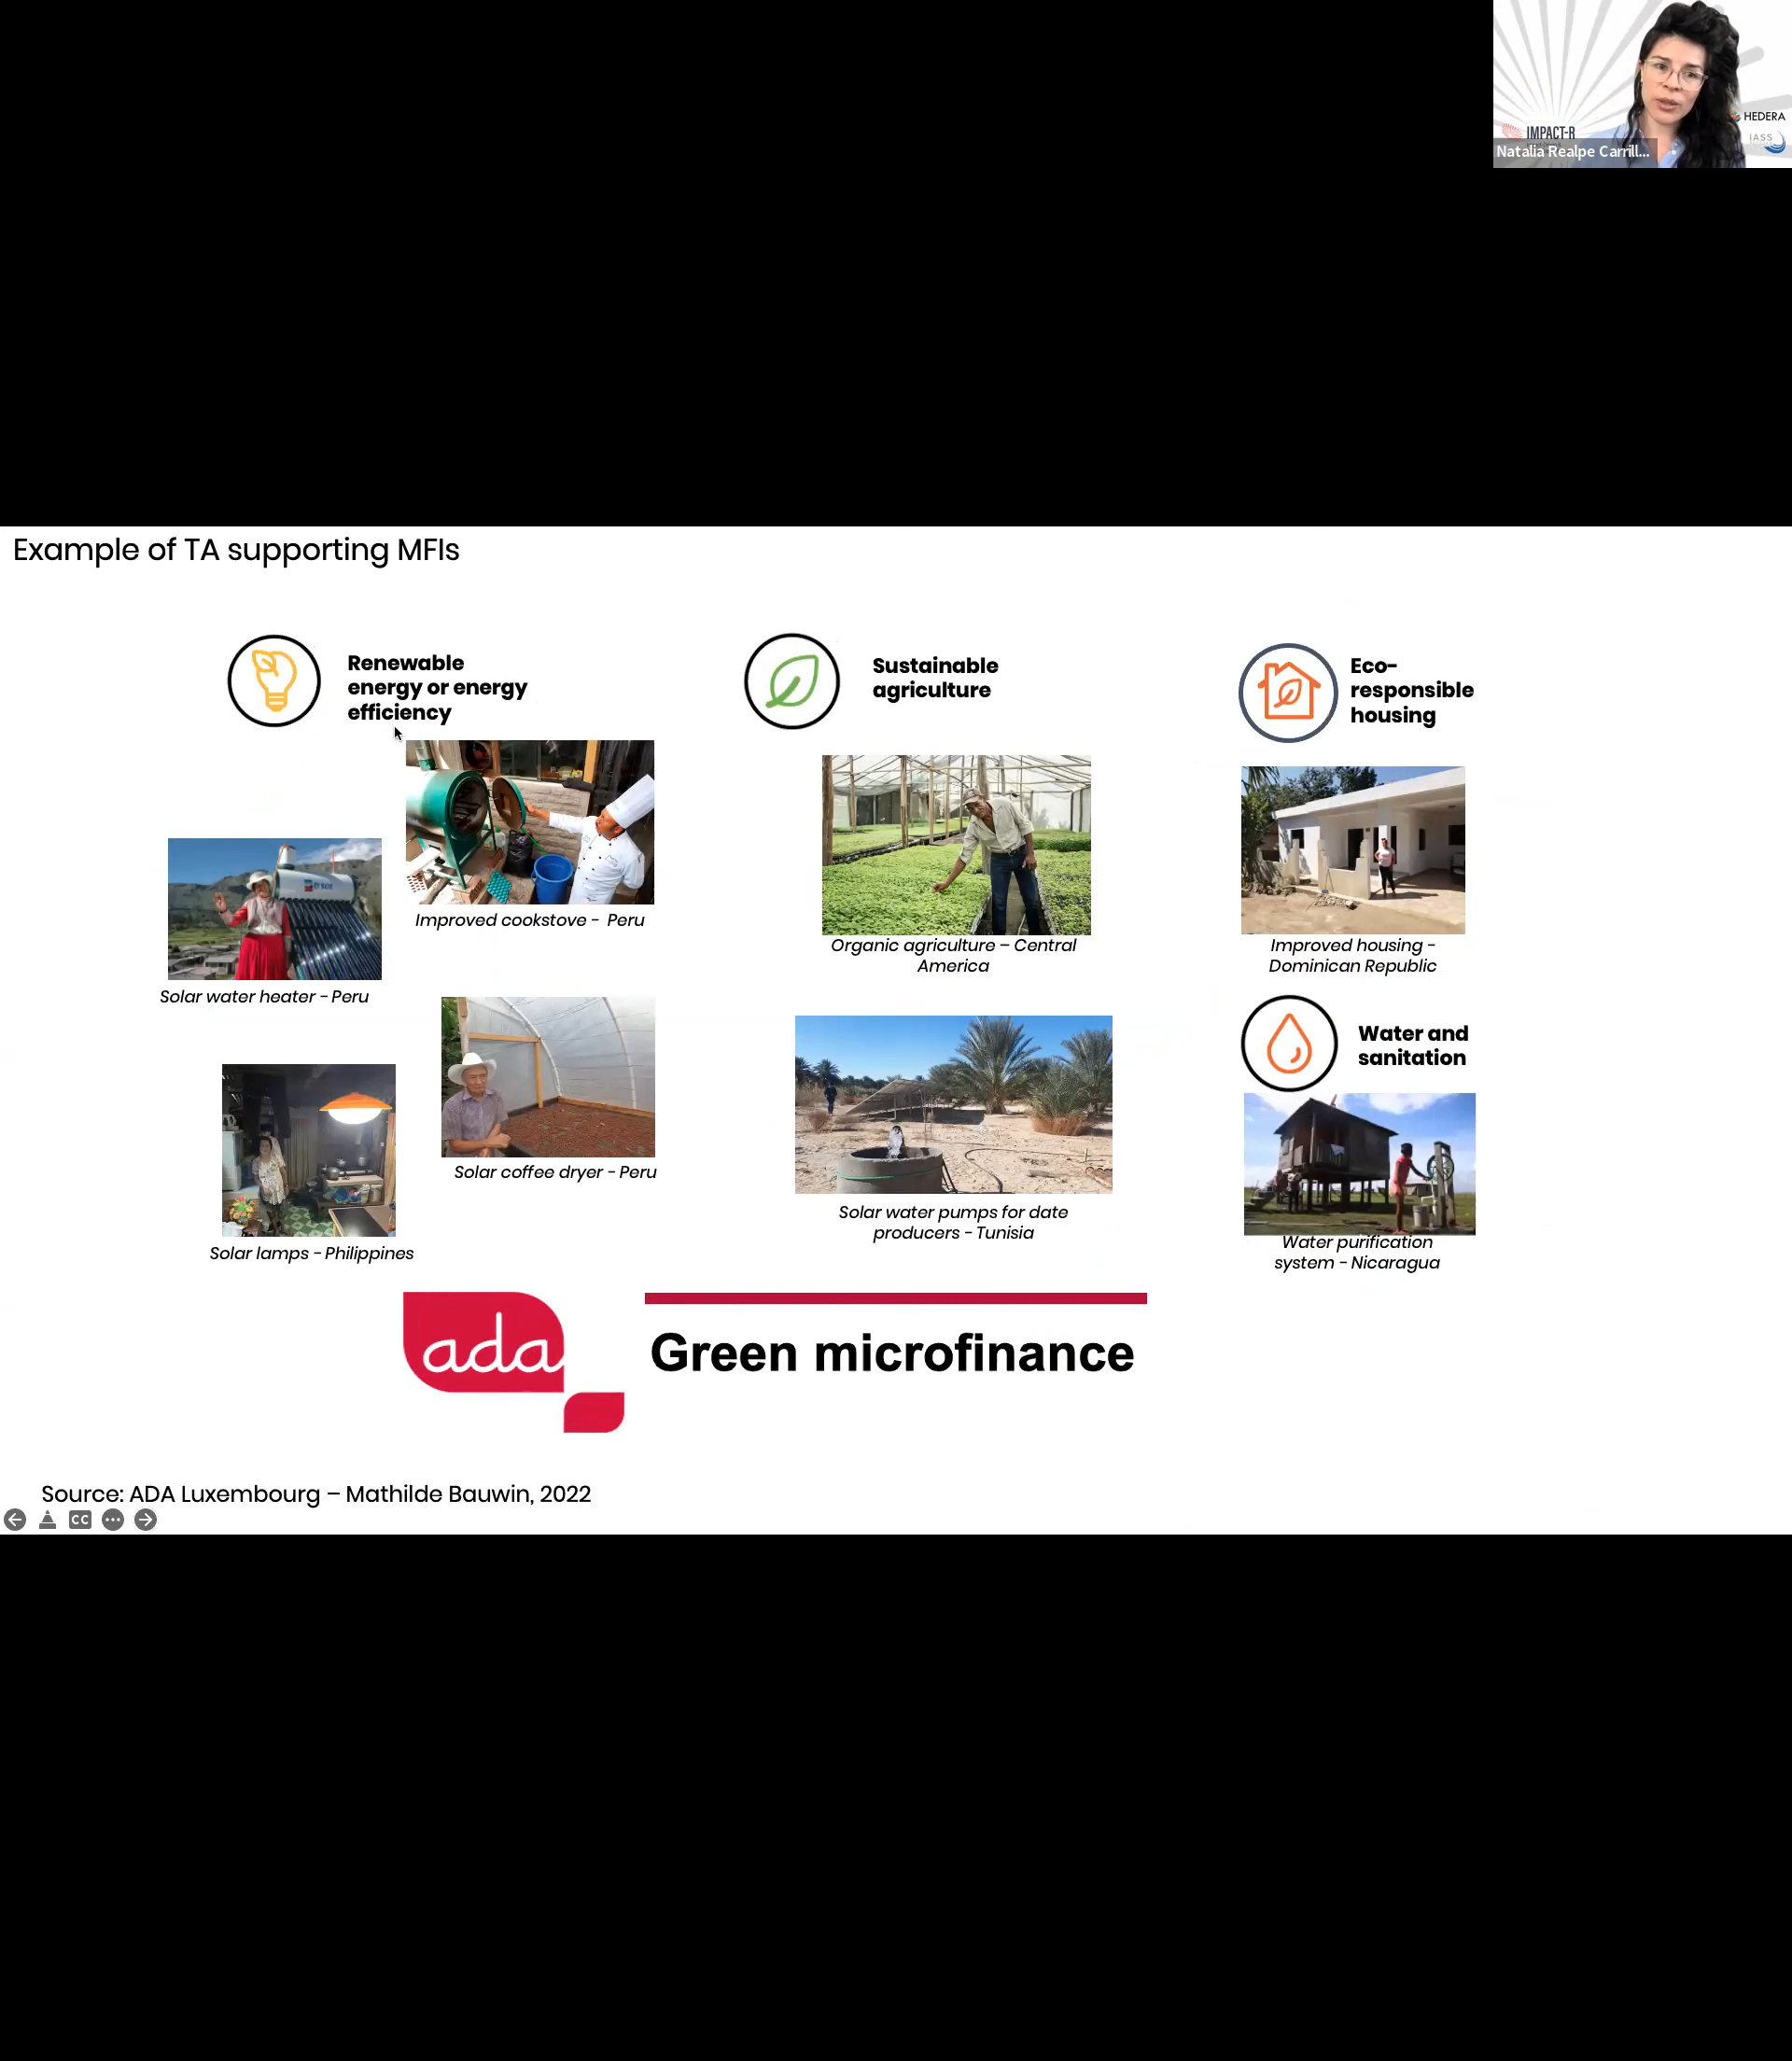 IMPACT-R
HEDERA
IASS
Natalia Realpe Carrill...
Example of TA supporting MFIs
Renewable
energy or energy
efficiency
Sustainable
agriculture
Eco-
responsible
housing
Improved cookstove - Peru
Solar water heater - Peru
Organic agriculture – Central
America
Improved housing -
Dominican Republic
Water and
sanitation
Solar coffee dryer - Peru
Solar lamps - Philippines
Solar water pumps for date
producers - Tunisia
Water purification
system - Nicaragua
ada
Green microfinance
Source: ADA Luxembourg – Mathilde Bauwin, 2022
CC